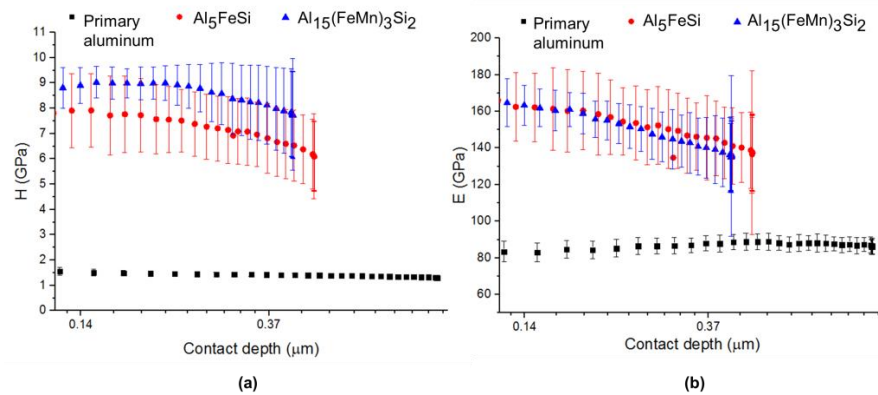 Primary aluminum
Al5FeSi
Al15(FeMn)3Si2
H (GPa)
11
10
9
8
7
6
5
4
3
2
1
0
0.14
0.37
Contact depth (μm)
(a)
Primary aluminum
Al5FeSi
Al15(FeMn)3Si2
E (GPa)
200
180
160
140
120
100
80
60
0.14
0.37
Contact depth (μm)
(b)